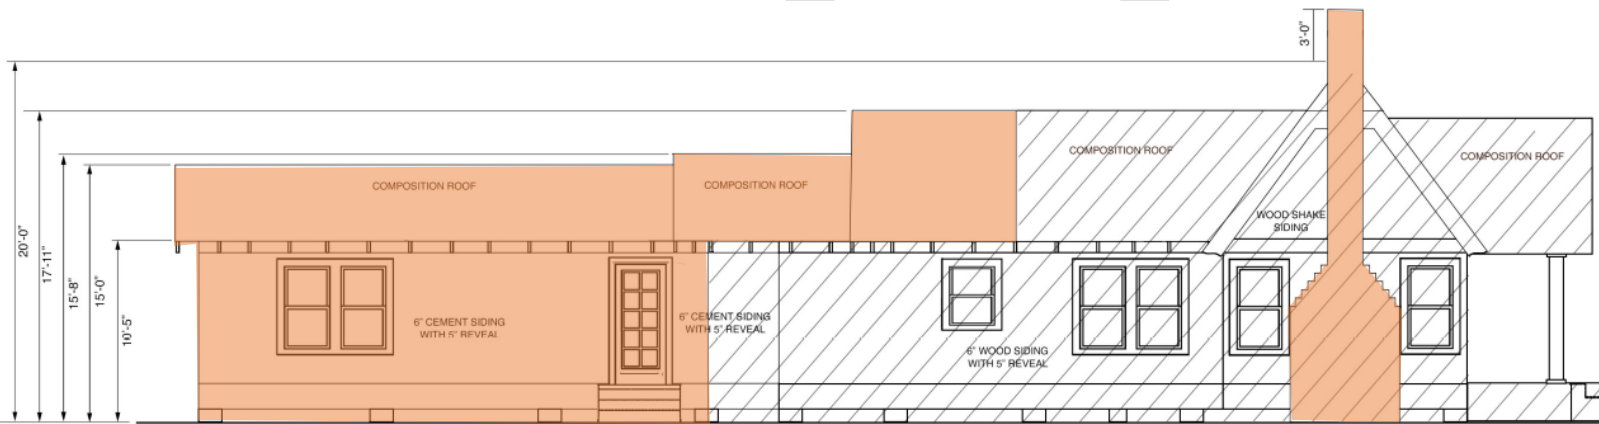 3'-0"
20'-0"
17'-11"
15'-8"
15'-0"
10'-5"
COMPOSITION ROOF
COMPOSITION ROOF
COMPOSITION ROOF
COMPOSITION ROOF
WOOD SHAKE
SIDING
6" CEMENT SIDING
WITH 5" REVEAL
6" CEMENT SIDING
WITH 5" REVEAL
6" WOOD SIDING
WITH 5" REVEAL